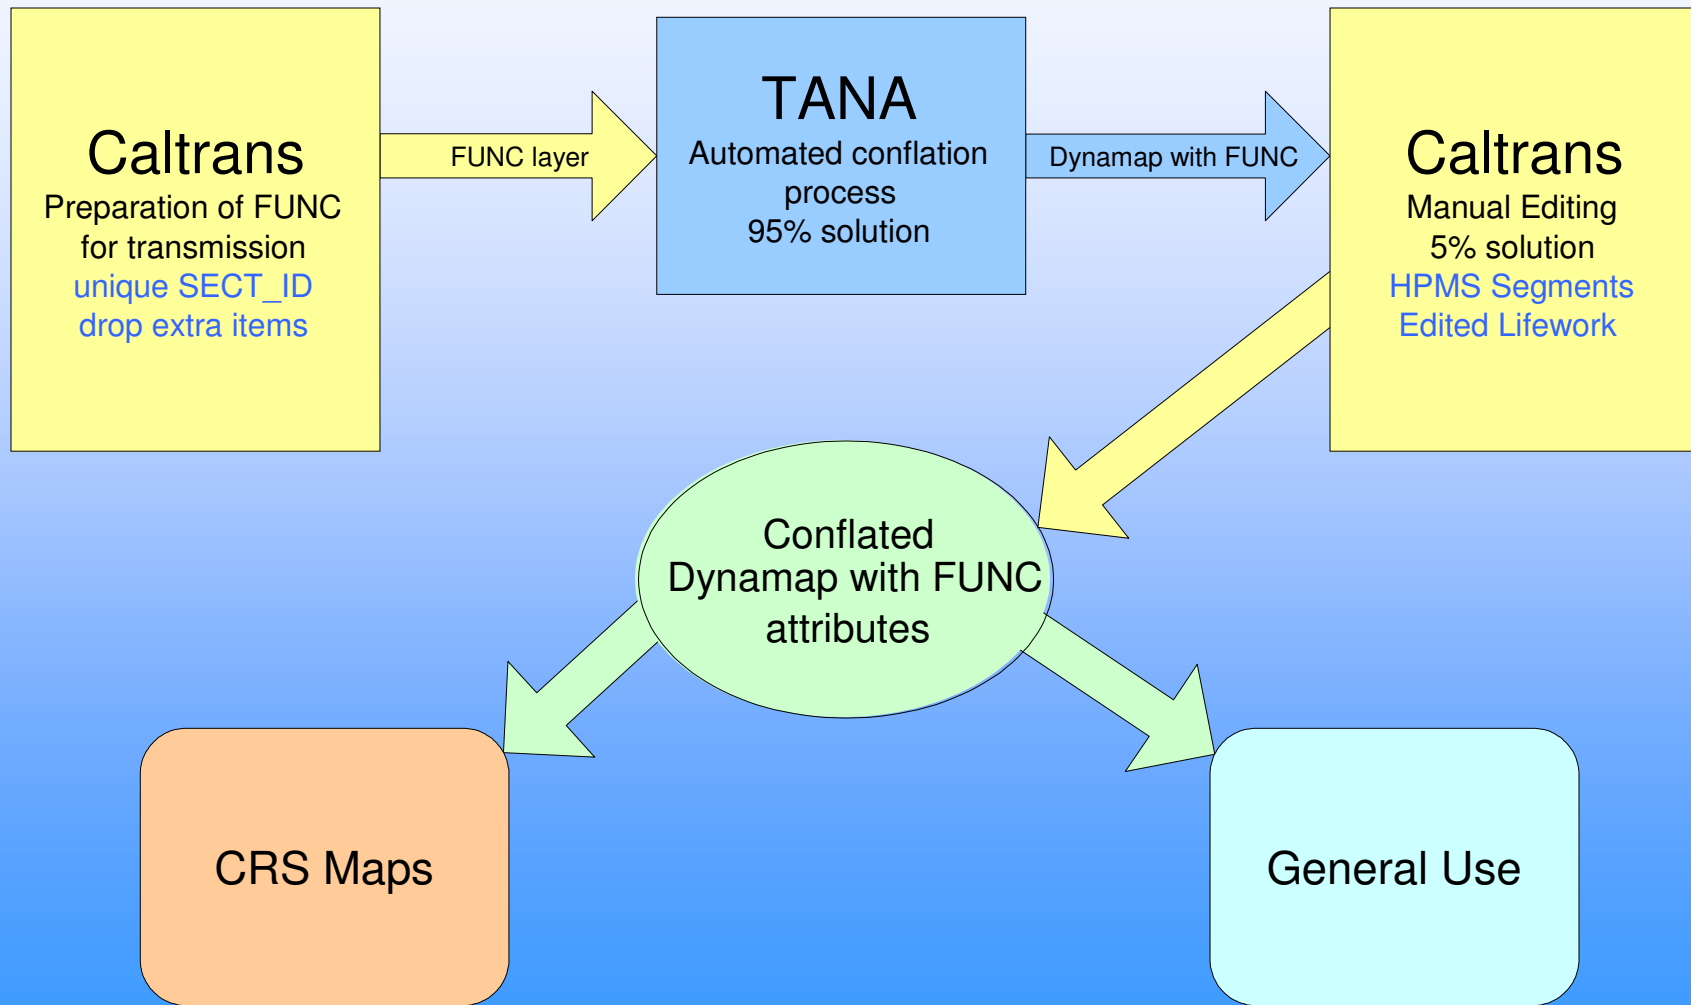 Caltrans
Preparation of FUNC
for transmission
unique SECT_ID
drop extra items
FUNC layer
TANA
Automated conflation
process
95% solution
Dynamap with FUNC
Caltrans
Manual Editing
5% solution
HPMS Segments
Edited Lifework
Conflated
Dynamap with FUNC
attributes
CRS Maps
General Use